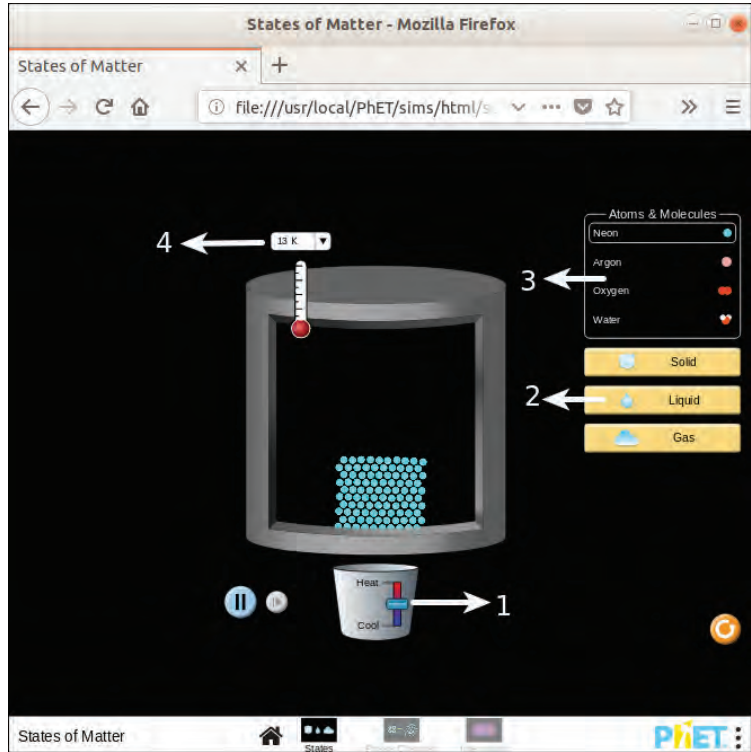 States of Matter - Mozilla Firefox
States of Matter × +
file:///usr/local/PhET/sims/html/s
Atoms & Molecules
4
13 K
Neon
Argon
3
Oxygen
Water
Solid
2
Liquid
Gas
Heat
1
Cool
States of Matter
States
PhET